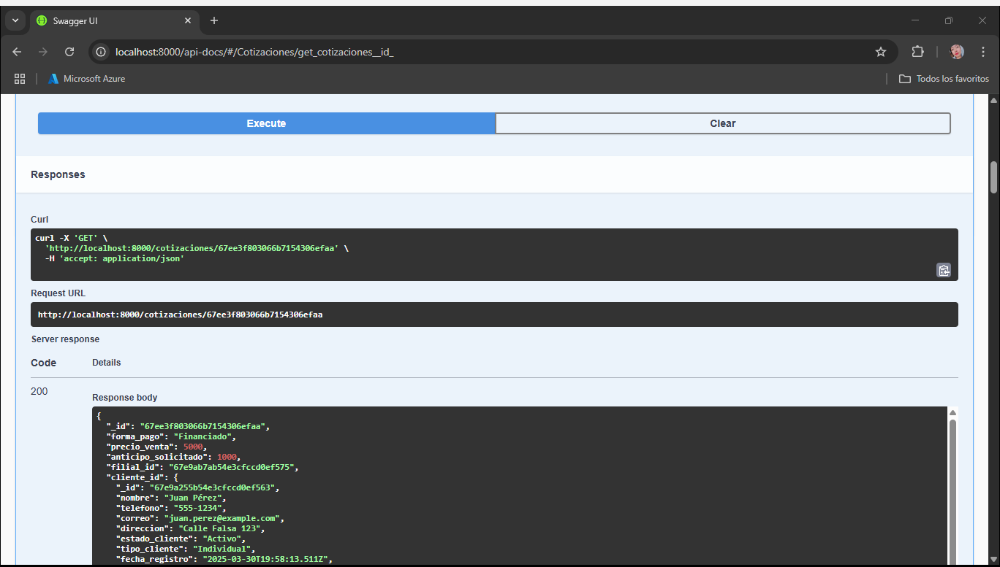 Swagger UI
localhost:8000/api-docs/#/Cotizaciones/get_cotizaciones__id_
Microsoft Azure
Todos los favoritos
Execute
Clear
Responses
Curl
curl -X 'GET' \
'http://localhost:8000/cotizaciones/67ee3f803066b7154306efaa' \
-H 'accept: application/json'
Request URL
http://localhost:8000/cotizaciones/67ee3f803066b7154306efaa
Server response
Code Details
200
Response body
{
"_id": "67ee3f803066b7154306efaa",
"forma_pago": "Financiado",
"precio_venta": 5000,
"anticipo_solicitado": 1000,
"filial_id": "67e9ab7ab54e3cfccd0ef575",
"cliente_id": {
"_id": "67e9a255b54e3cfccd0ef563",
"nombre": "Juan Pérez",
"telefono": "555-1234",
"correo": "juan.perez@example.com",
"direccion": "Calle Falsa 123",
"estado_cliente": "Activo",
"tipo_cliente": "Individual",
"fecha_registro": "2025-03-30T19:58:13.511Z",